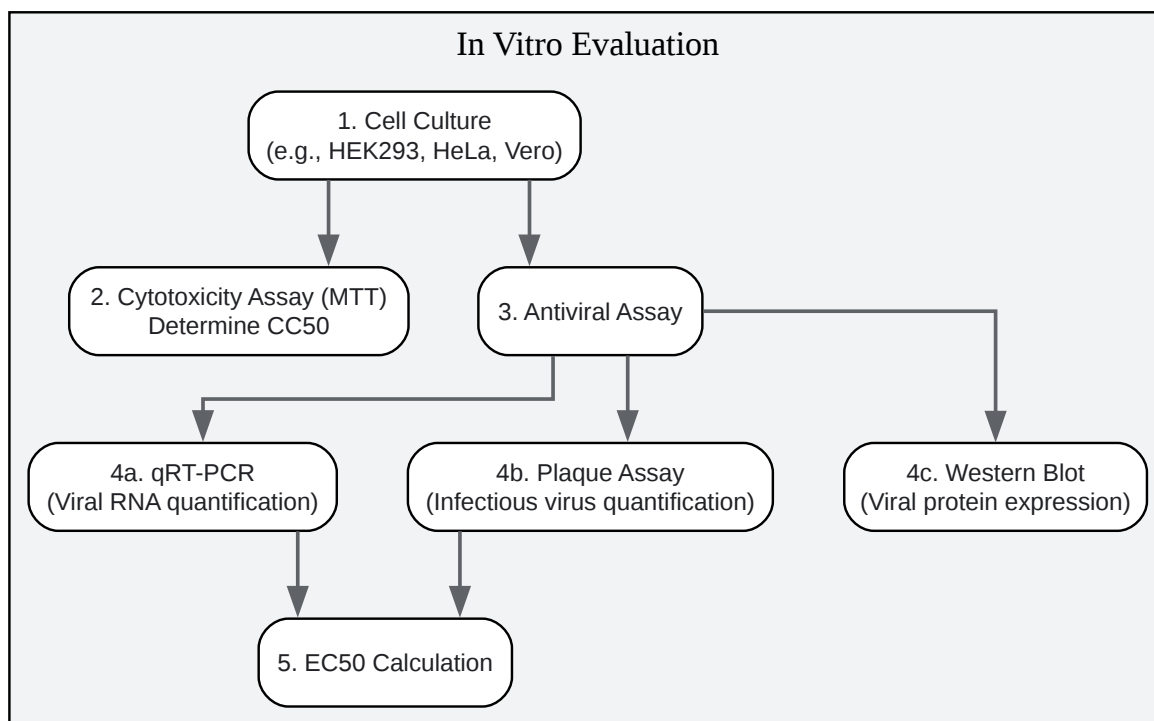 In Vitro Evaluation
1. Cell Culture
(e.g., HEK293, HeLa, Vero)
2. Cytotoxicity Assay (MTT)
Determine CC50
3. Antiviral Assay
4a. qRT-PCR
(Viral RNA quantification)
4b. Plaque Assay
(Infectious virus quantification)
4c. Western Blot
(Viral protein expression)
5. EC50 Calculation